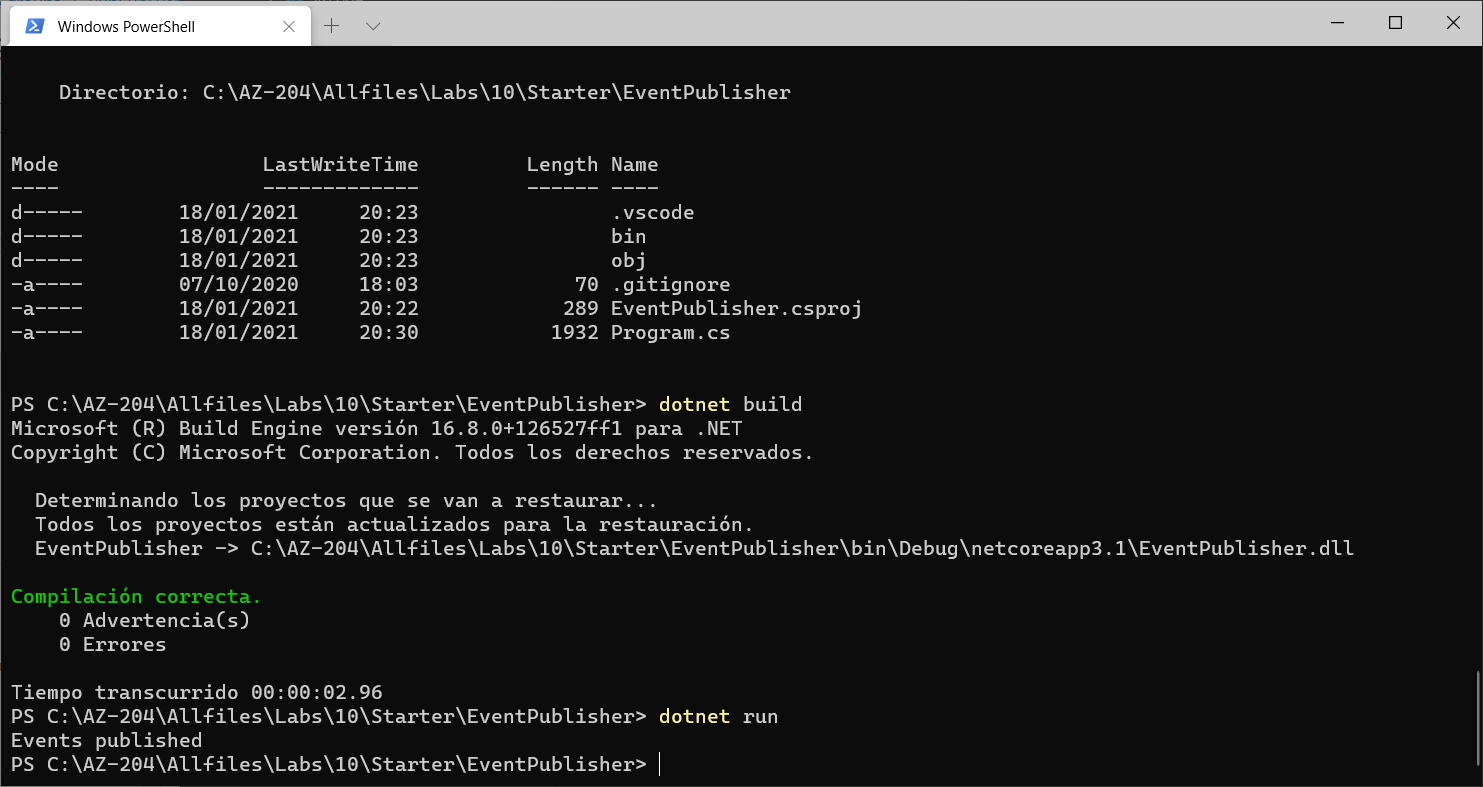 Windows PowerShell
    Directorio: C:\AZ-204\Allfiles\Labs\10\Starter\EventPublisher
Mode                 LastWriteTime         Length Name
----                 -------------         ------ ----
d-----        18/01/2021     20:23                .vscode
d-----        18/01/2021     20:23                bin
d-----        18/01/2021     20:23                obj
-a----        07/10/2020     18:03             70 .gitignore
-a----        18/01/2021     20:22            289 EventPublisher.csproj
-a----        18/01/2021     20:30           1932 Program.cs
PS C:\AZ-204\Allfiles\Labs\10\Starter\EventPublisher> dotnet build
Microsoft (R) Build Engine versión 16.8.0+126527ff1 para .NET
Copyright (C) Microsoft Corporation. Todos los derechos reservados.
  Determinando los proyectos que se van a restaurar...
  Todos los proyectos están actualizados para la restauración.
  EventPublisher -> C:\AZ-204\Allfiles\Labs\10\Starter\EventPublisher\bin\Debug\netcoreapp3.1\EventPublisher.dll
Compilación correcta.
    0 Advertencia(s)
    0 Errores
Tiempo transcurrido 00:00:02.96
PS C:\AZ-204\Allfiles\Labs\10\Starter\EventPublisher> dotnet run
Events published
PS C:\AZ-204\Allfiles\Labs\10\Starter\EventPublisher>